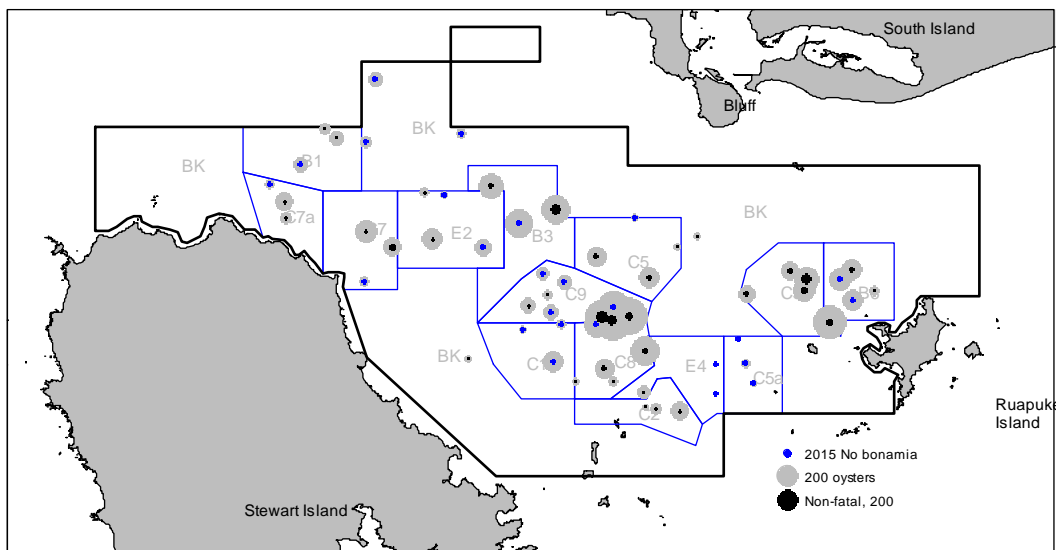 South Island
Bluff
BK
BK
B1
C7a
7
E2
B3
BK
C5
C9
B6
BK
C1
C8
E4
C5a
C2
Ruapuke
Island
2015 No bonamia
200 oysters
Non-fatal, 200
Stewart Island